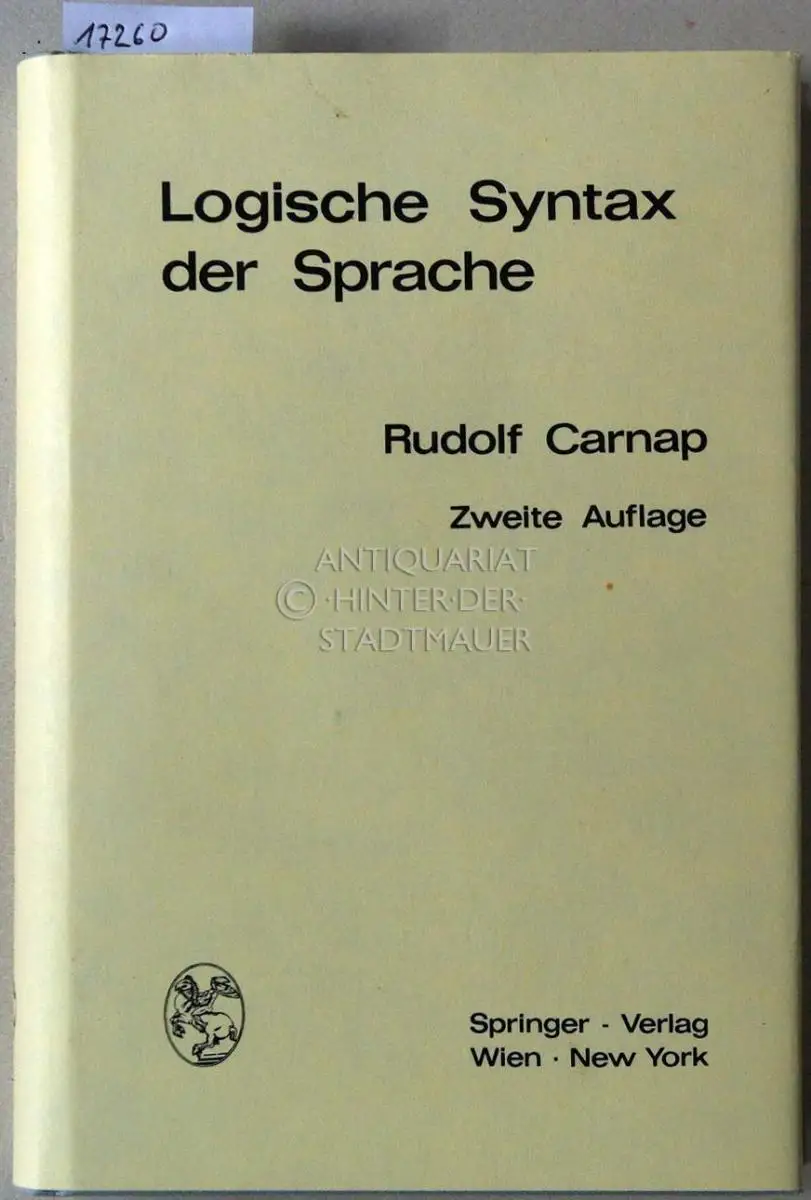 17260
Logische Syntax
der Sprache
Rudolf Carnap
Zweite Auflage
ANTIQUARIAT
© ·HINTER·DER·
STADTMAUER
Springer - Verlag
Wien · New York